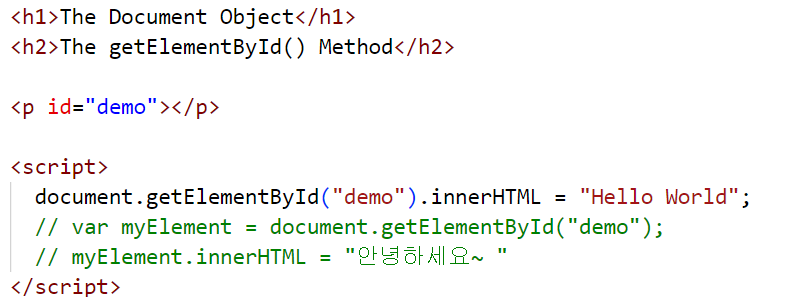 <h1>The Document Object</h1>
<h2>The getElementById() Method</h2>
<p id="demo"></p>
<script>
document.getElementById("demo").innerHTML = "Hello World";
// var myElement = document.getElementById("demo");
// myElement.innerHTML = "안녕하세요~ "
</script>